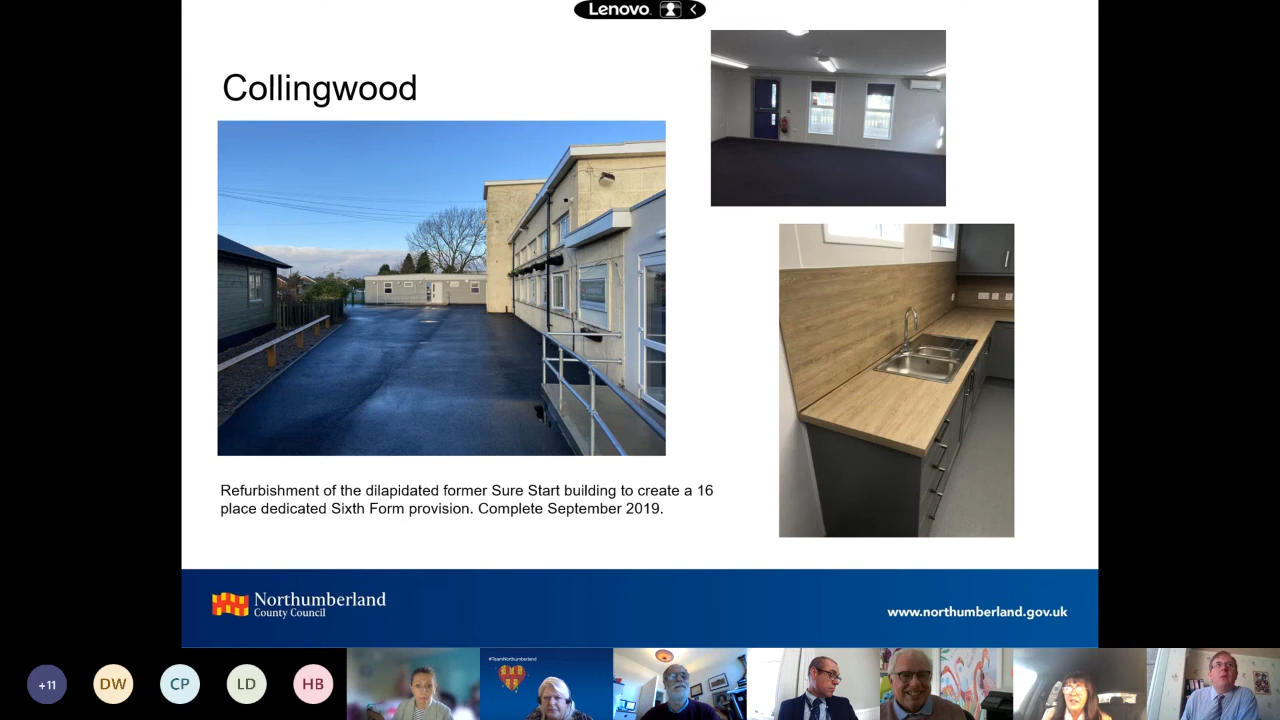 Lenovo
Collingwood
Refurbishment of the dilapidated former Sure Start building to create a 16
place dedicated Sixth Form provision. Complete September 2019.
Northumberland
County Council
www.northumberland.gov.uk
+11
DW
CP
LD
HB
#TeamNorthumberland